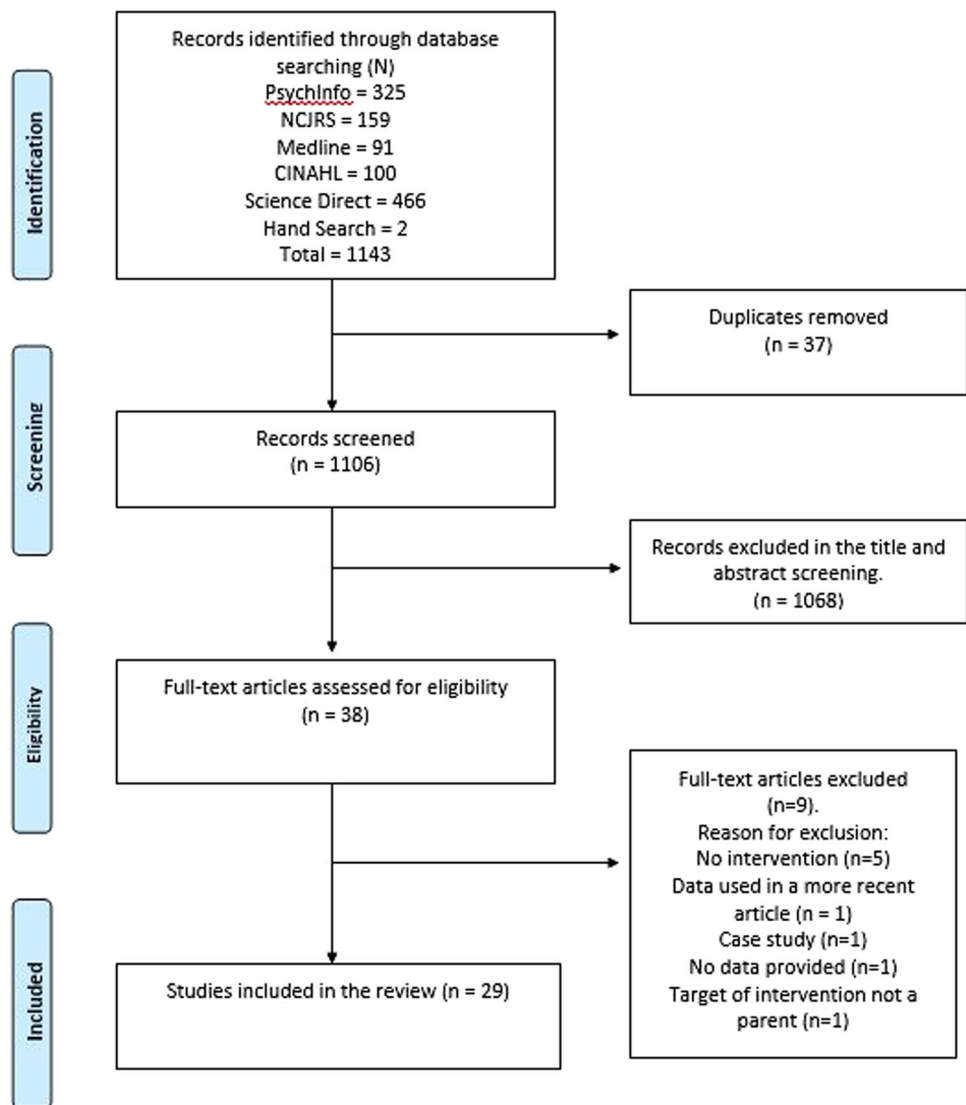 Identification
Records identified through database
searching (N)
PsychInfo = 325
NCJRS = 159
Medline = 91
CINAHL = 100
Science Direct = 466
Hand Search = 2
Total = 1143
Duplicates removed
(n = 37)
Screening
Records screened
(n = 1106)
Records excluded in the title and
abstract screening.
(n = 1068)
Eligibility
Full-text articles assessed for eligibility
(n = 38)
Full-text articles excluded
(n=9).
Reason for exclusion:
No intervention (n=5)
Data used in a more recent
article (n = 1)
Case study (n=1)
No data provided (n=1)
Target of intervention not a
parent (n=1)
Included
Studies included in the review (n = 29)